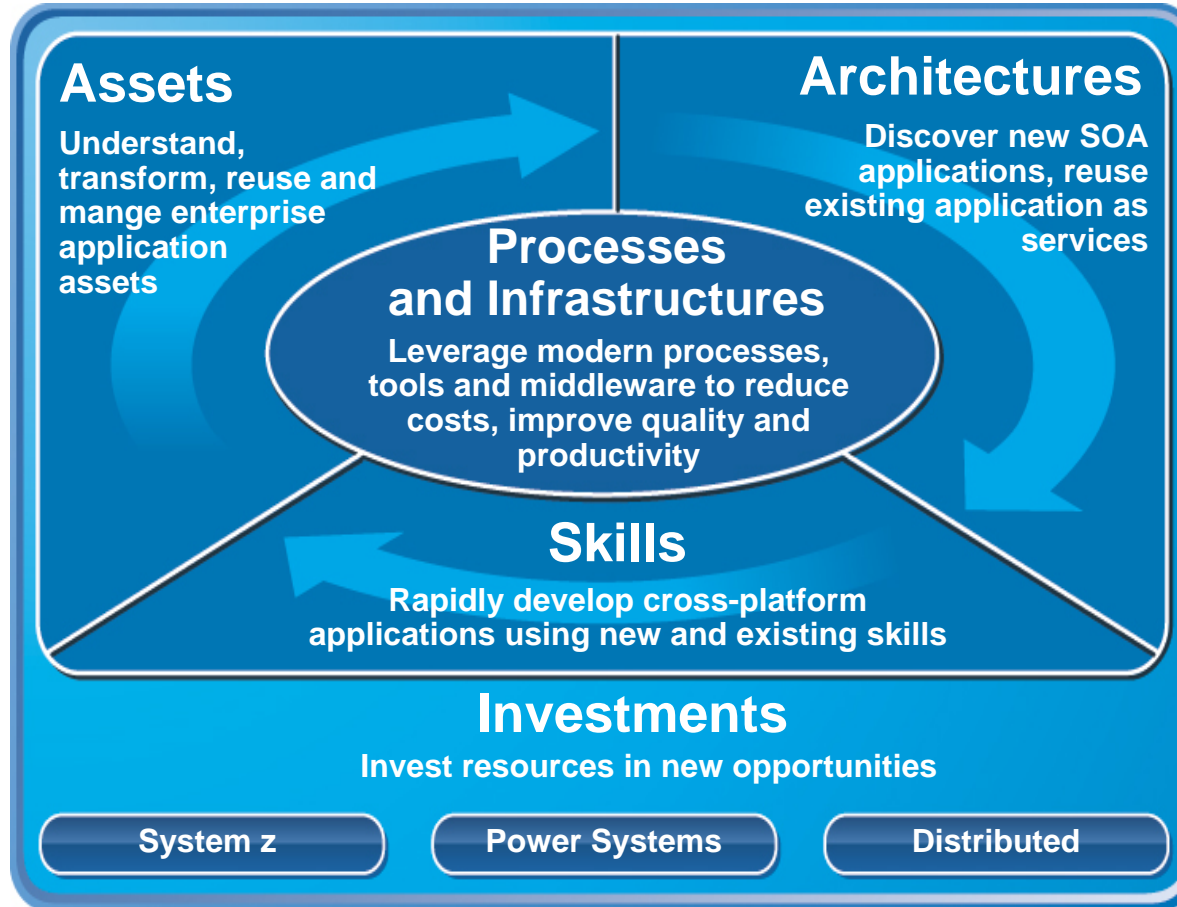 Assets
Understand,
transform, reuse and
mange enterprise
application
assets
Architectures
Discover new SOA
applications, reuse
existing application as
services
Processes
and Infrastructures
Leverage modern processes,
tools and middleware to reduce
costs, improve quality and
productivity
Skills
Rapidly develop cross-platform
applications using new and existing skills
Investments
Invest resources in new opportunities
System z
Power Systems
Distributed